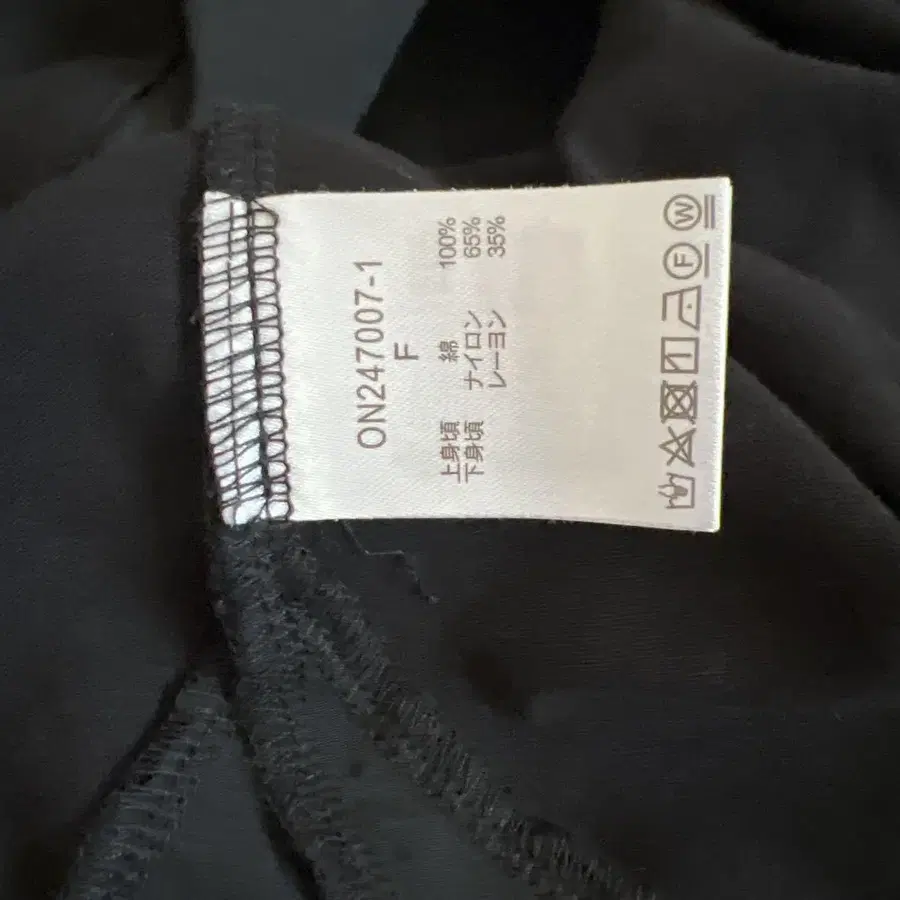 ON247007-1
F
上身頃 綿 100%
下身頃 ナイロン 65%
レーヨン 35%
F W